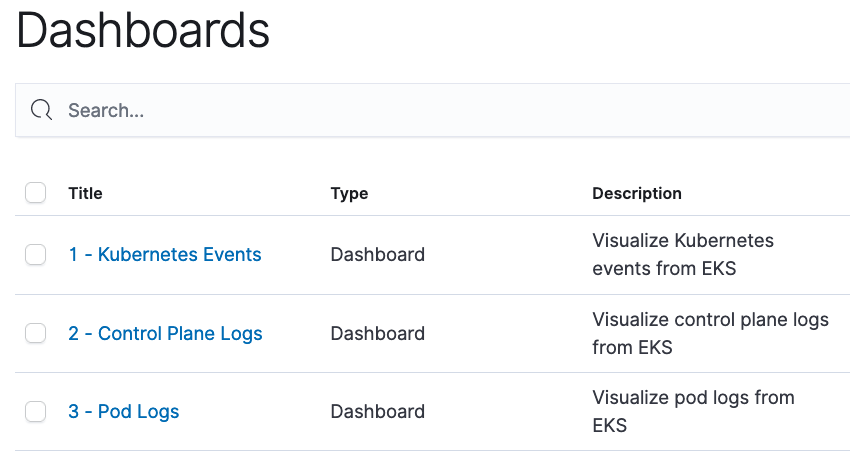 Dashboards
Search...
Title Type Description
1 - Kubernetes Events Dashboard Visualize Kubernetes
events from EKS
2 - Control Plane Logs Dashboard Visualize control plane logs
from EKS
3 - Pod Logs Dashboard Visualize pod logs from
EKS